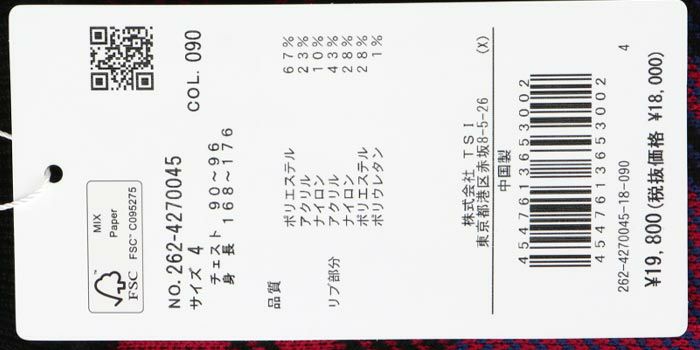 MIX
Paper
FSC
FSC™ C095275
COL. 090
NO. 262-4270045
サイズ 4
チェスト 90~96
身 長 168~176
品質
ポリエステル 67%
アクリル 23%
ナイロン 10%
リブ部分 アクリル 43%
ナイロン 28%
ポリエステル 28%
ポリウレタン 1%
株式会社 TSI
東京都港区赤坂8-5-26 (X)
中国製
4547613653002
4547613653002
262-4270045-18-090 4
¥19,800(税抜価格 ¥18,000)